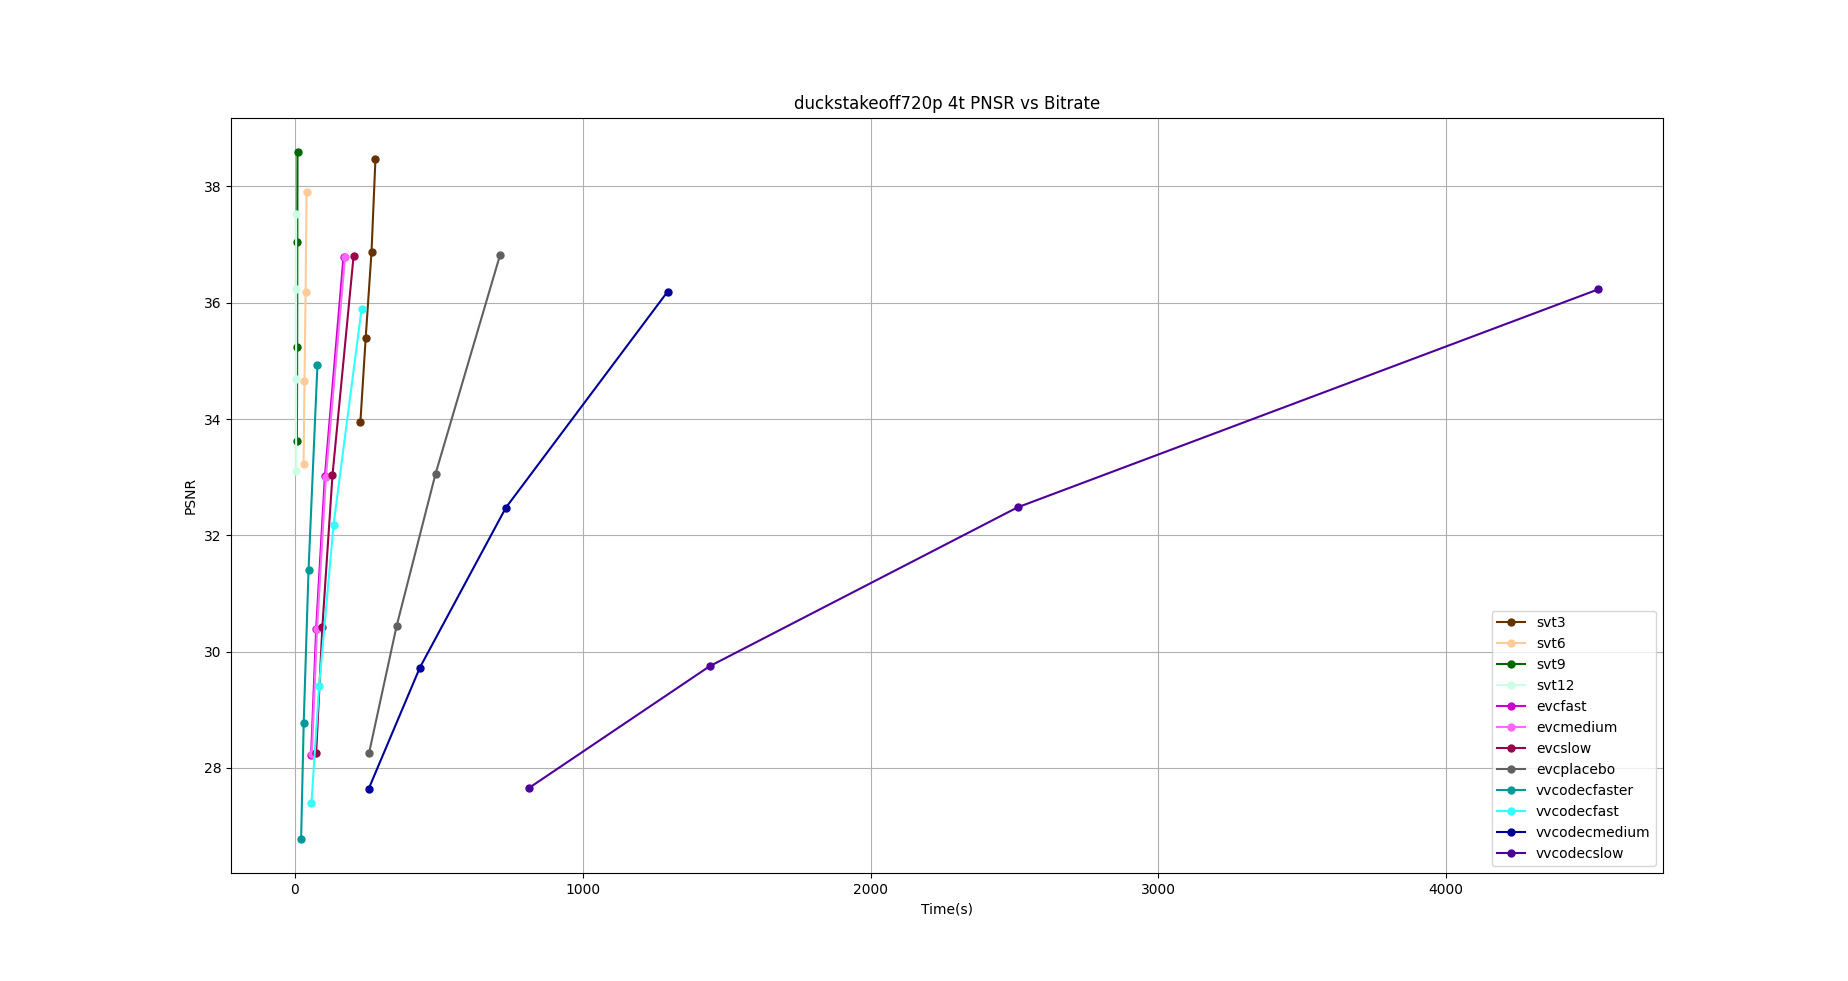 duckstakeoff720p 4t PNSR vs Bitrate
PSNR
38
36
34
32
30
28
0 1000 2000 3000 4000
Time(s)
svt3
svt6
svt9
svt12
evcfast
evcmedium
evcslow
evcplacebo
vvcodecfaster
vvcodecfast
vvcodecmedium
vvcodecslow